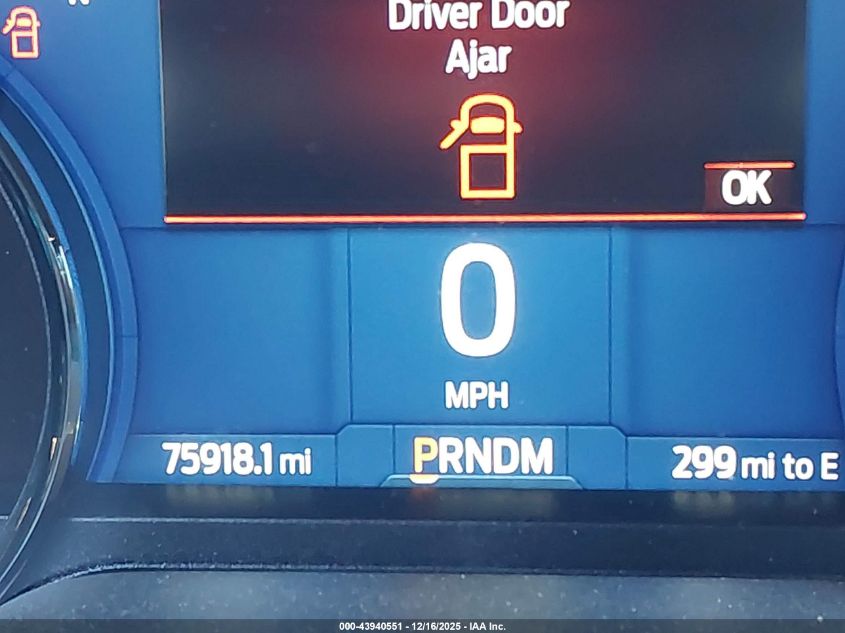 Driver Door
Ajar
OK
0
MPH
75918.1 mi
PRNDM
299 mi to E
000-43940551 - 12/16/2025 - IAA Inc.